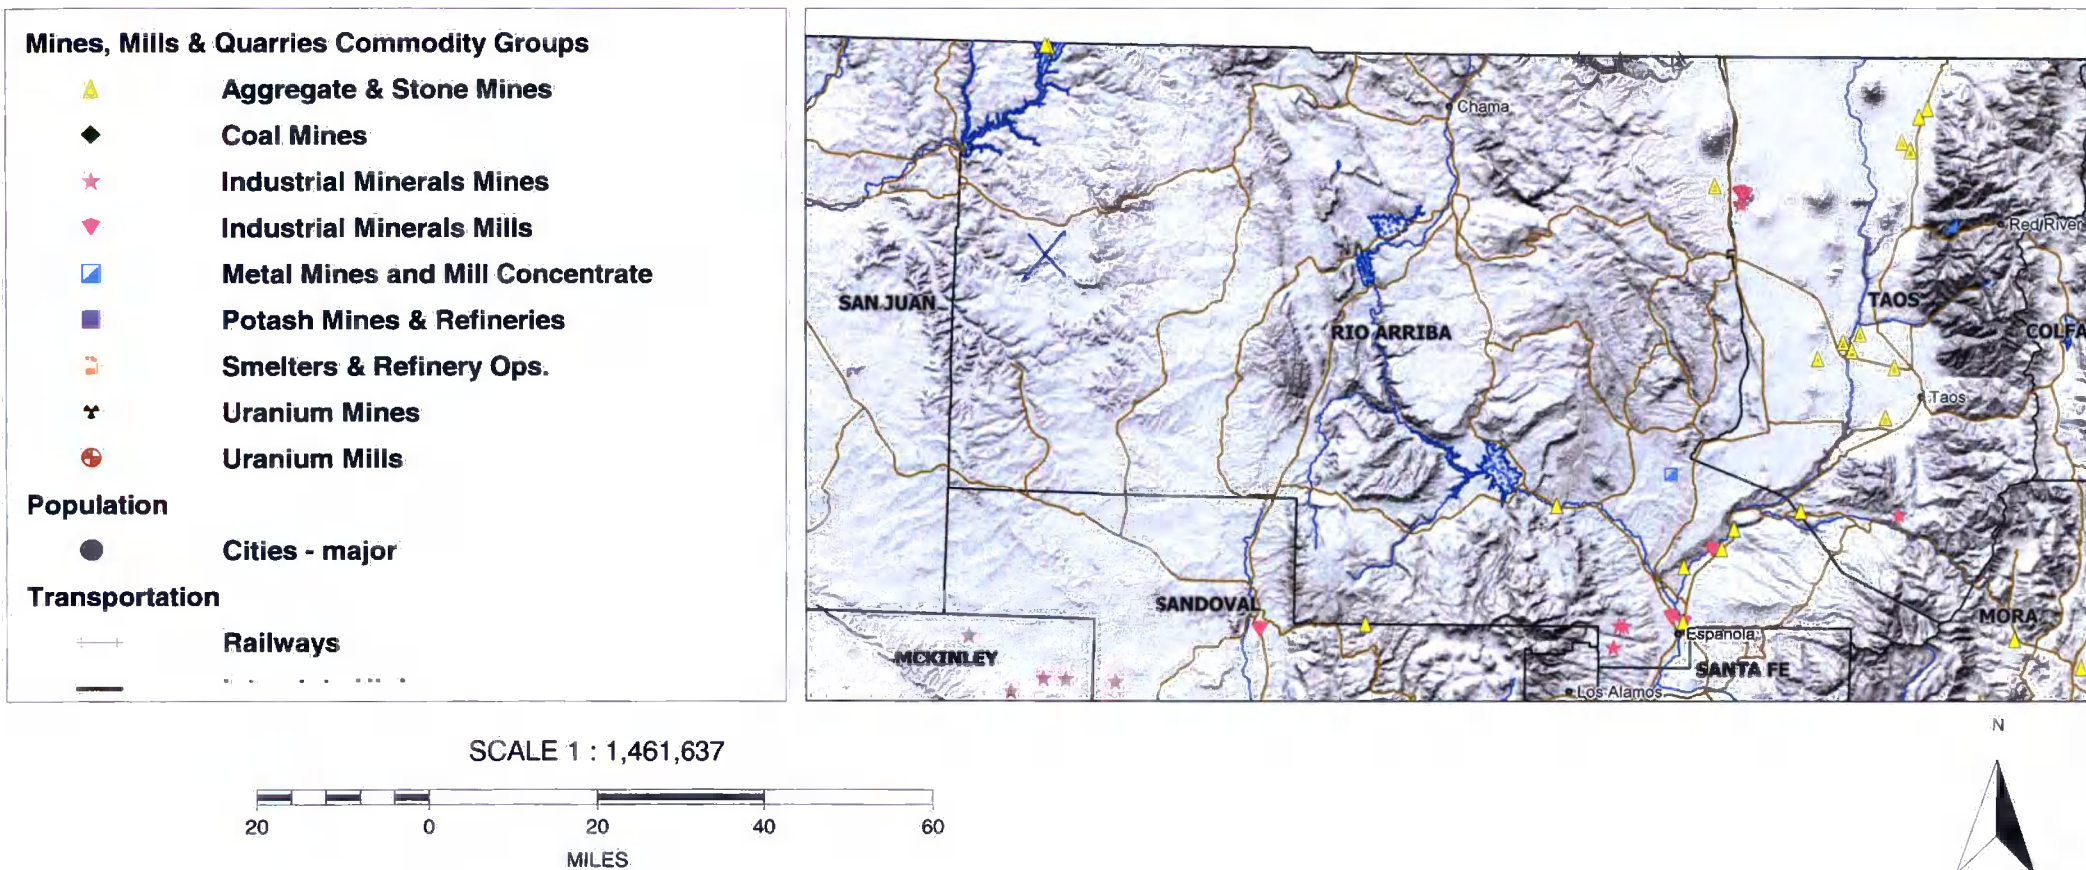 Mines, Mills & Quarries Commodity Groups
Aggregate & Stone Mines
Coal Mines
Industrial Minerals Mines
Industrial Minerals Mills
Metal Mines and Mill Concentrate
Potash Mines & Refineries
Smelters & Refinery Ops.
Uranium Mines
Uranium Mills
Population
Cities - major
Transportation
Railways
Chama
Red River
SAN JUAN
TAOS
RIO ARRIBA
COLFA
Taos
SANDOVAL
MORA
Espanola
MCKINLEY
SANTA FE
Los Alamos
SCALE 1 : 1,461,637
20 0 20 40 60
MILES
N